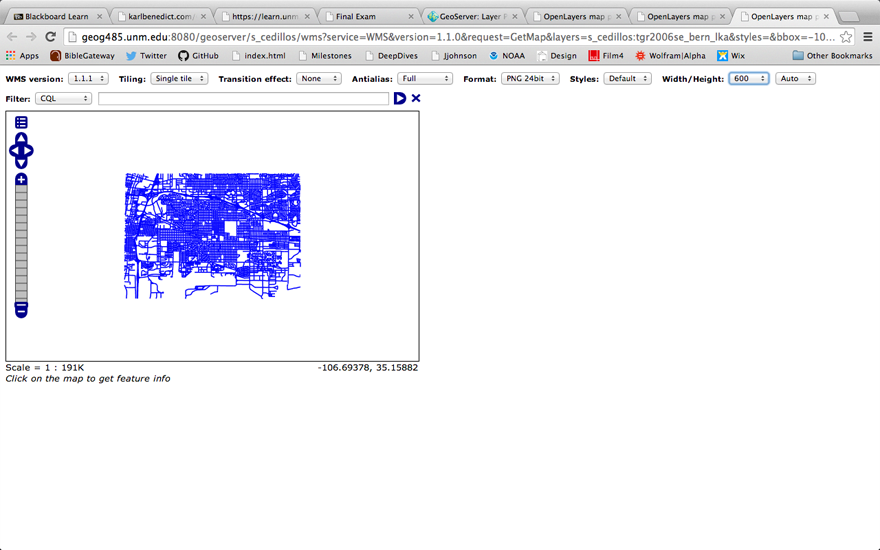 Blackboard Learn
karlbenedict.com/
https://learn.unm
Final Exam
GeoServer: Layer P
OpenLayers map p
OpenLayers map p
OpenLayers map p
geog485.unm.edu:8080/geoserver/s_cedillos/wms?service=WMS&version=1.1.0&request=GetMap&layers=s_cedillos:tgr2006se_bern_lka&styles=&bbox=-10...
Apps BibleGateway Twitter GitHub index.html Milestones DeepDives Jjohnson NOAA Design Film4 Wolfram|Alpha Wix Other Bookmarks
WMS version: 1.1.1 Tiling: Single tile Transition effect: None Antialias: Full Format: PNG 24bit Styles: Default Width/Height: 600 Auto
Filter: CQL
Scale = 1 : 191K -106.69378, 35.15882
Click on the map to get feature info